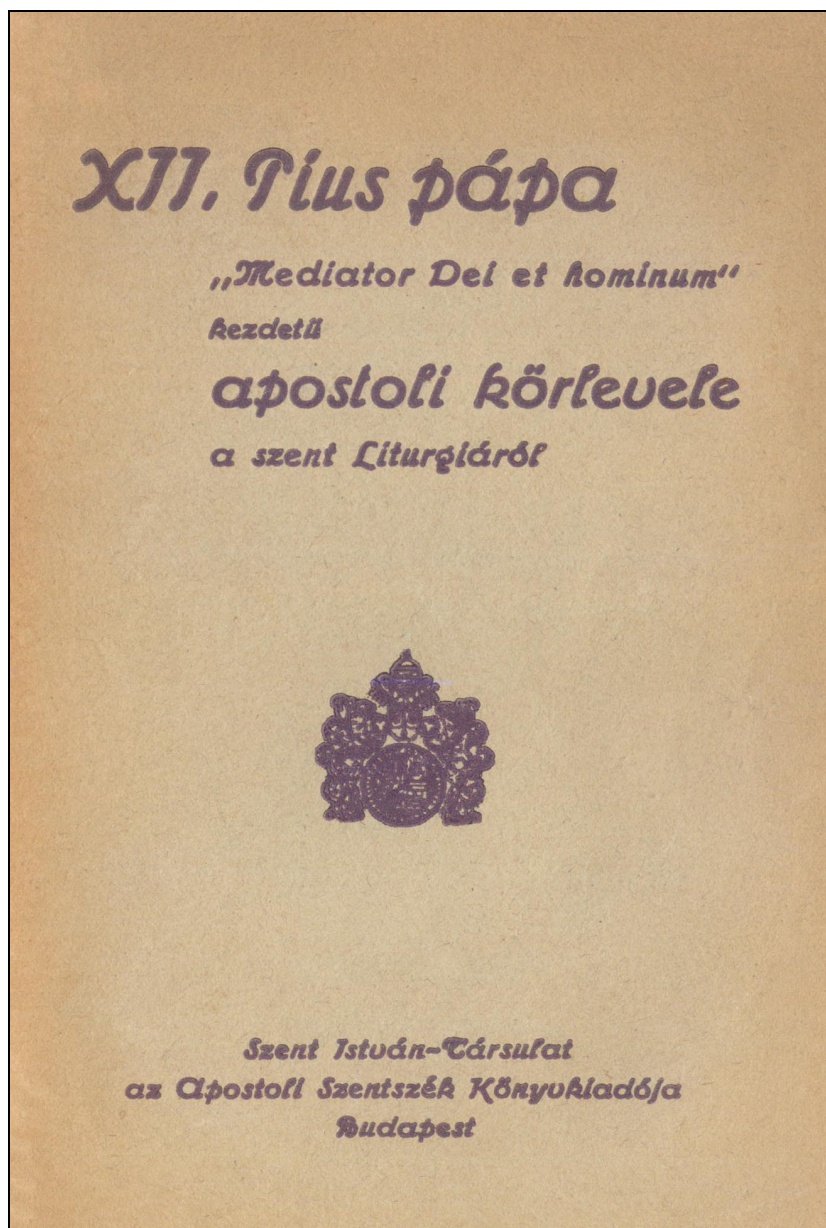 XII. Pius pápa
„Mediator Dei et hominum“
kezdetű
apostoli körlevele
a szent Liturgiáról
Szent István-Társulat
az Apostoli Szentszék Könyvkiadója
Budapest